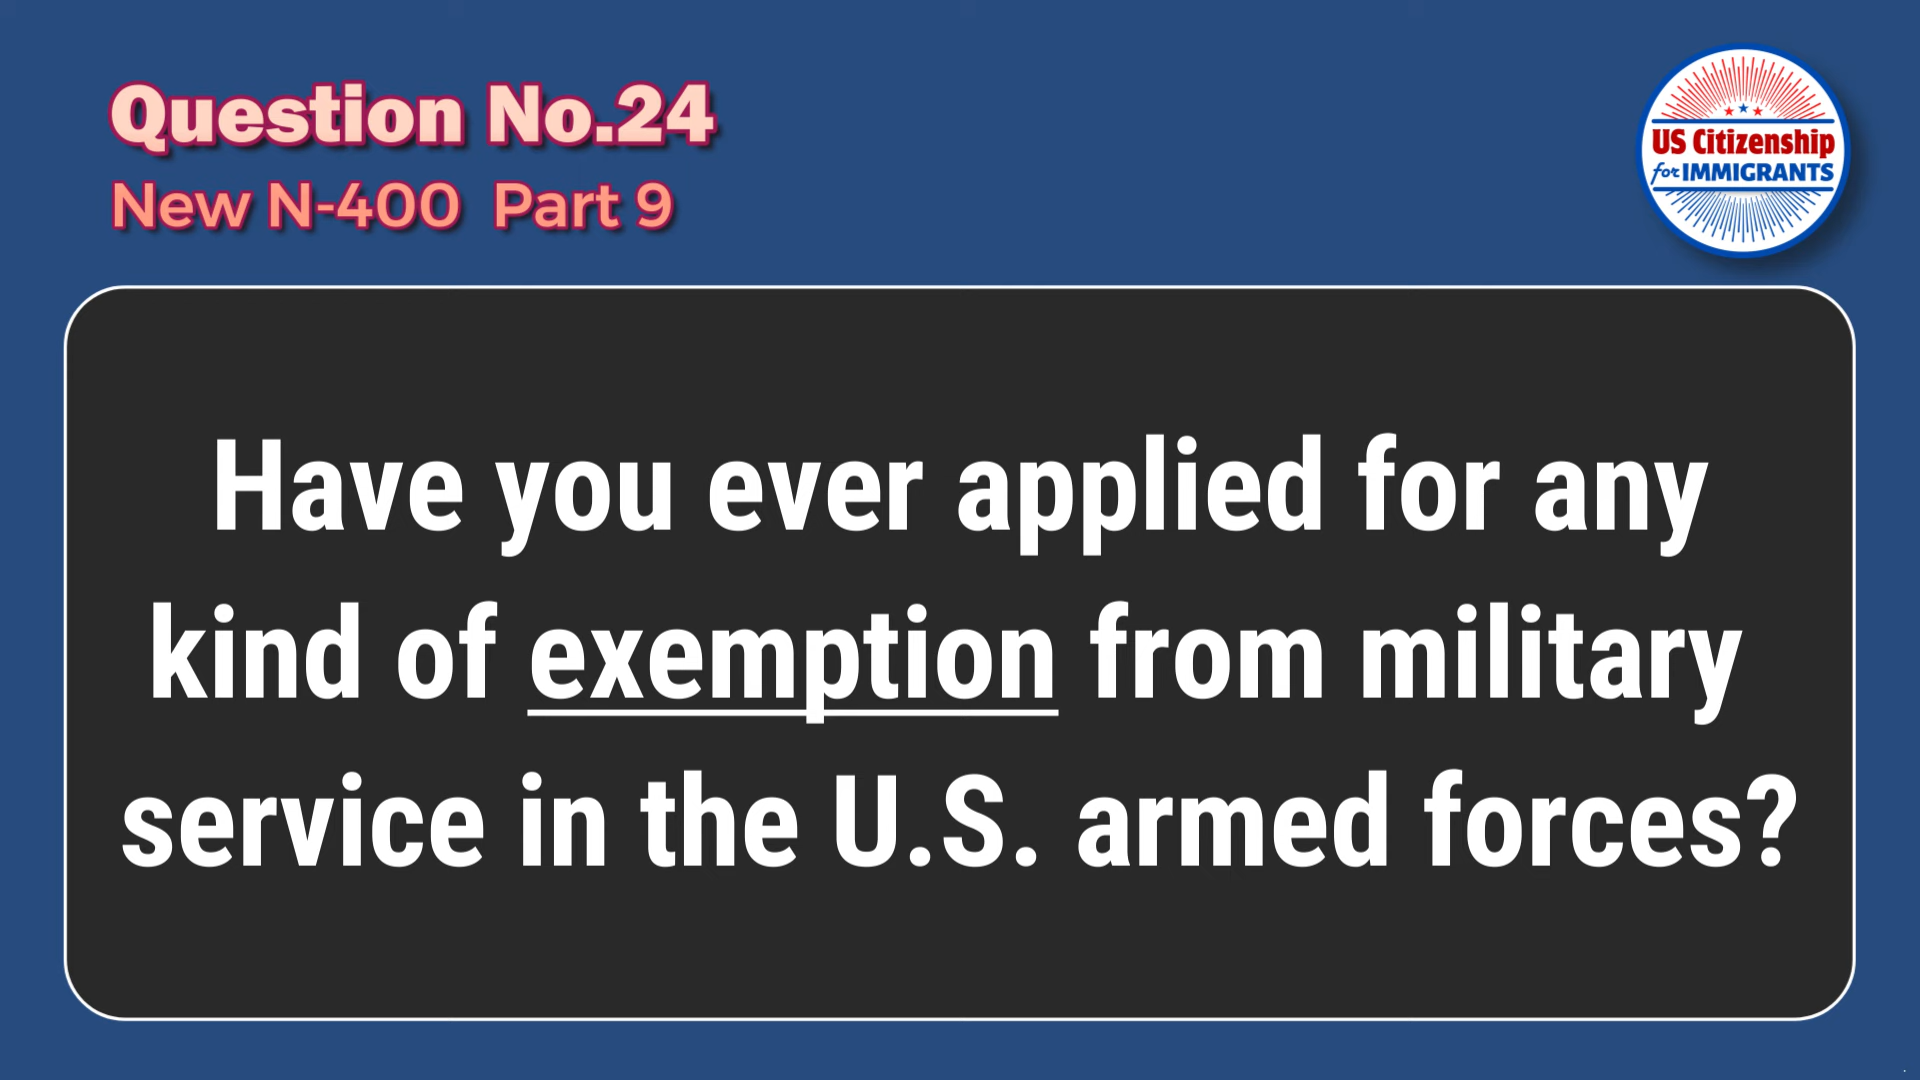 Question No.24
New N-400 Part 9
US Citizenship
for IMMIGRANTS
Have you ever applied for any
kind of exemption from military
service in the U.S. armed forces?